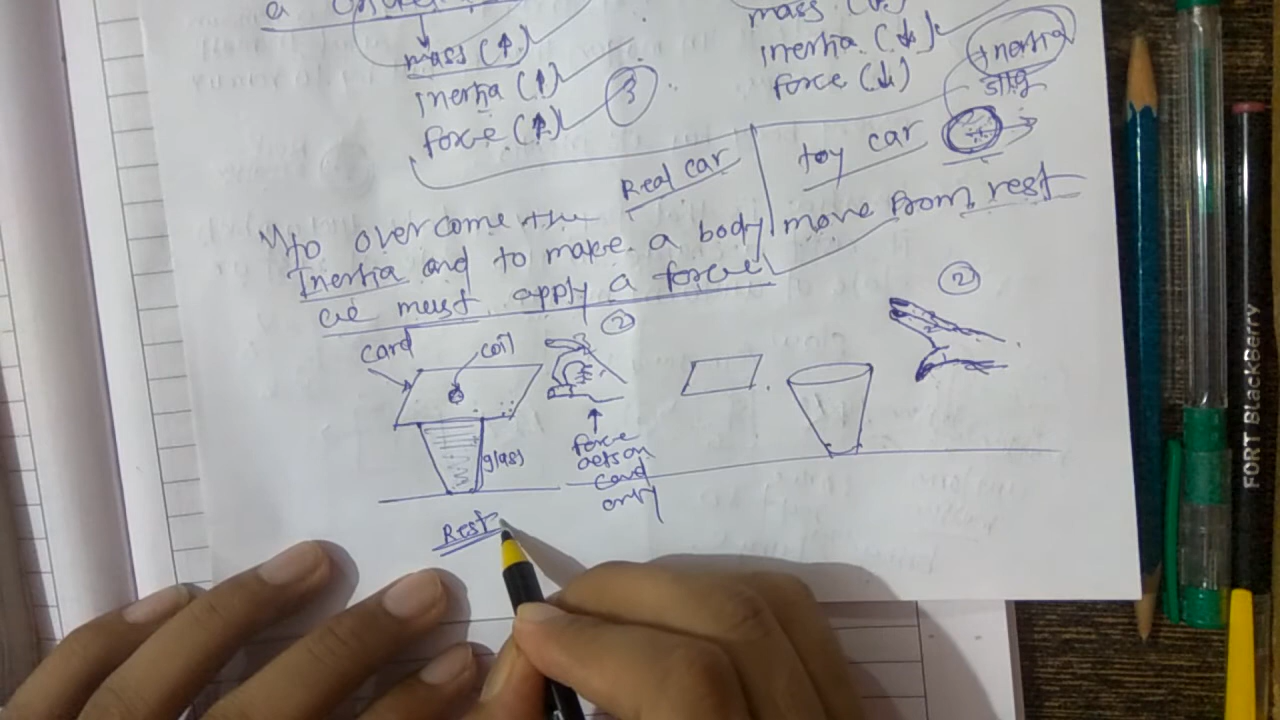 a
mass (↑)
inertia (↑)
force (↑)
3
mass
inertia (↓)
force (↓)
Inertia
जाड़
Real car
toy car
to overcome the
Inertia and to make a body move from rest
we must apply a force
card
coin
2
2
glass
force
acts on
card
only
Rest
FORT BlackBerry